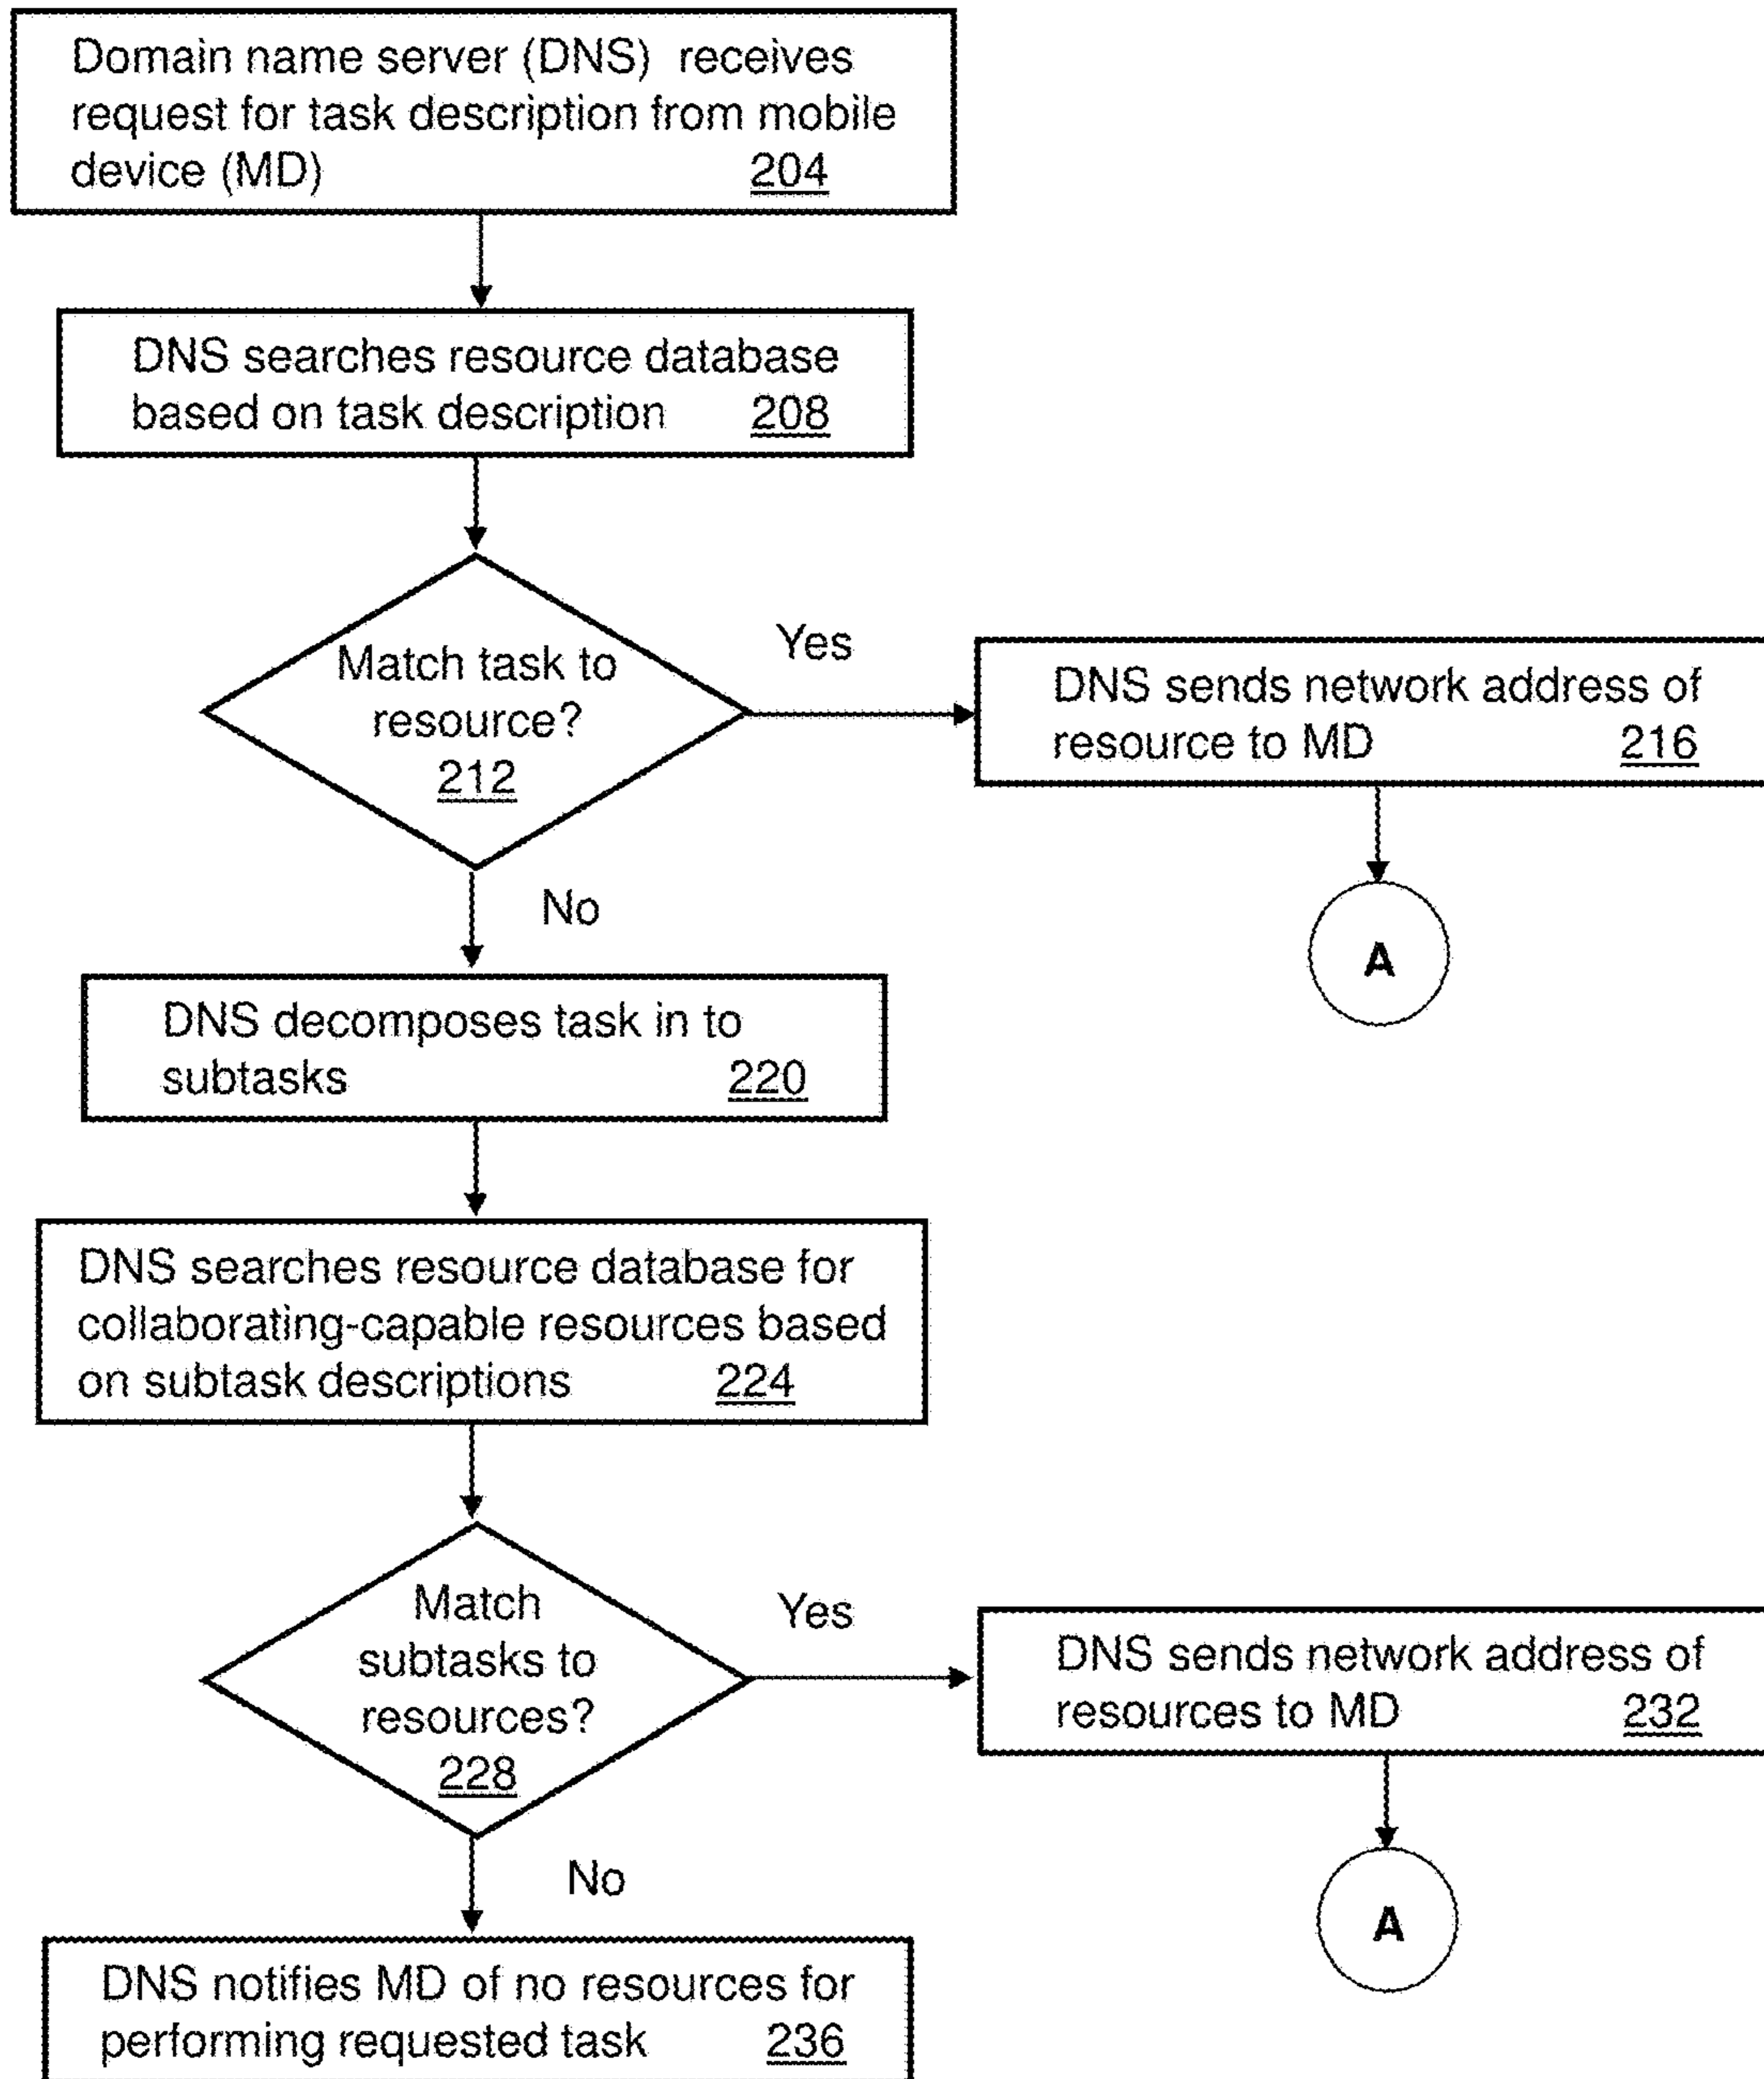 Domain name server (DNS) receives
request for task description from mobile
device (MD) 204
DNS searches resource database
based on task description 208
Match task to
resource?
212
Yes
DNS sends network address of
resource to MD 216
A
No
DNS decomposes task in to
subtasks 220
DNS searches resource database for
collaborating-capable resources based
on subtask descriptions 224
Match
subtasks to
resources?
228
Yes
DNS sends network address of
resources to MD 232
A
No
DNS notifies MD of no resources for
performing requested task 236